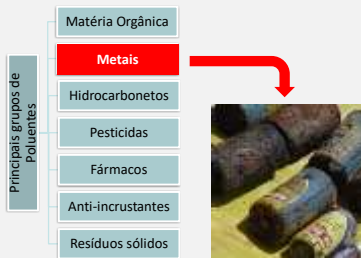 Principais grupos de
Poluentes
Matéria Orgânica
Metais
Hidrocarbonetos
Pesticidas
Fármacos
Anti-incrustantes
Resíduos sólidos